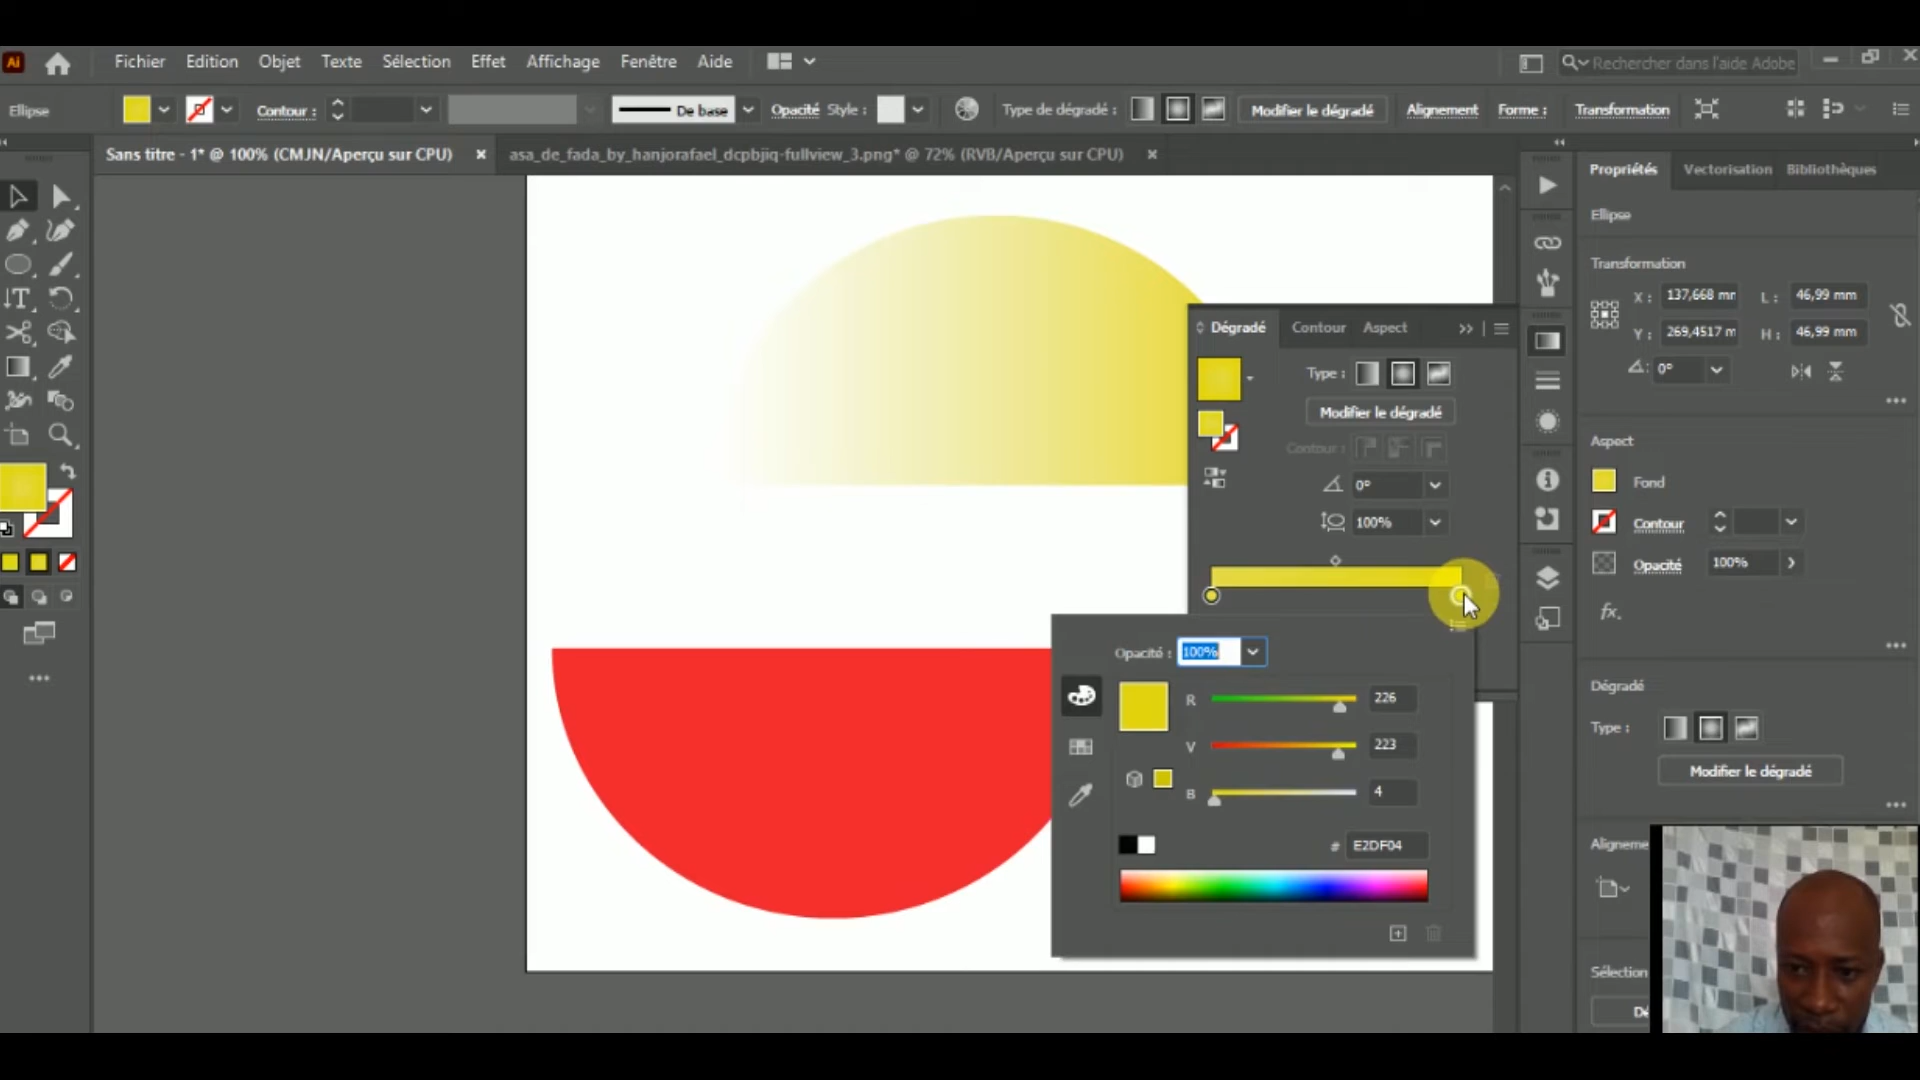 Ai Fichier Edition Objet Texte Sélection Effet Affichage Fenêtre Aide Rechercher dans l'aide Adobe
Ellipse Contour : De base Opacité Style : Type de dégradé : Modifier le dégradé Alignement Forme : Transformation
Sans titre - 1* @ 100% (CMJN/Aperçu sur CPU) × asa_de_fada_by_hanjorafael_dcpbjiq-fullview_3.png* @ 72% (RVB/Aperçu sur CPU) ×
Propriétés Vectorisation Bibliothèques
Ellipse
Transformation
X : 137,668 mr L : 46,99 mm
Y : 269,4517 m H : 46,99 mm
0°
Aspect
Fond
Contour
Opacité 100%
fx.
Dégradé
Type :
Modifier le dégradé
Aligneme
Sélection
Dé
Dégradé Contour Aspect
Type :
Modifier le dégradé
Contour :
0°
100%
Opacité : 100%
R 226
V 223
B 4
# E2DF04